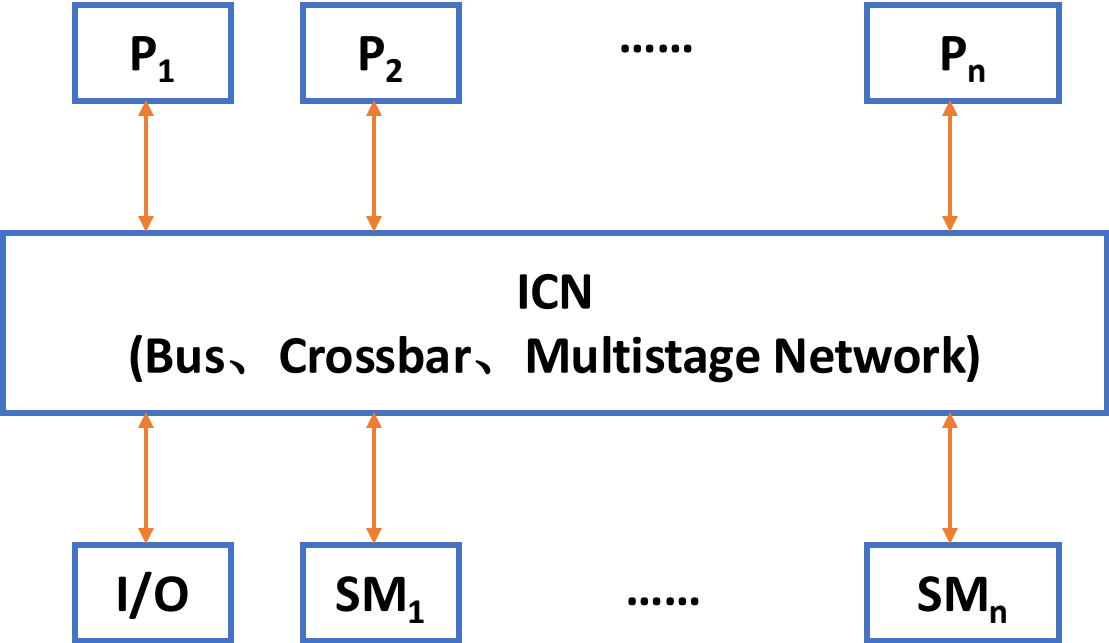 P₁ P₂ …… Pₙ
ICN
(Bus、Crossbar、Multistage Network)
I/O SM₁ …… SMₙ